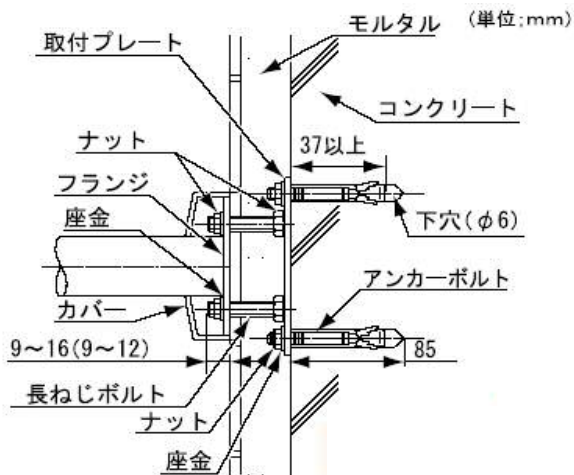 モルタル
(単位;mm)
取付プレート
コンクリート
ナット
37以上
フランジ
座金
下穴(φ6)
アンカーボルト
カバー
9～16(9～12)
85
長ねじボルト
ナット
座金